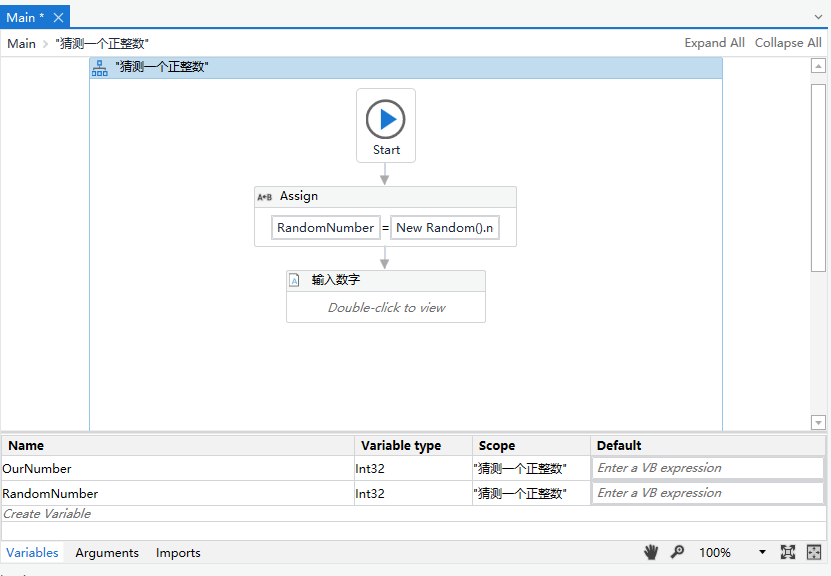 Main *
Main > "猜测一个正整数" Expand All Collapse All
"猜测一个正整数"
Start
A+B Assign
RandomNumber = New Random().n
A 输入数字
Double-click to view
Name Variable type Scope Default
OurNumber Int32 "猜测一个正整数" Enter a VB expression
RandomNumber Int32 "猜测一个正整数" Enter a VB expression
Create Variable
Variables Arguments Imports 100%